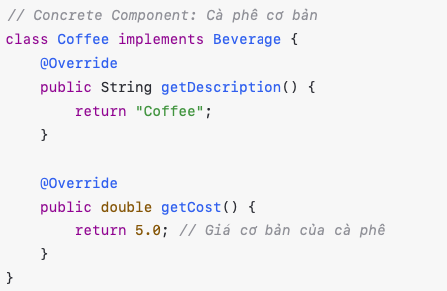 // Concrete Component: Cà phê cơ bản
class Coffee implements Beverage {
    @Override
    public String getDescription() {
        return "Coffee";
    }

    @Override
    public double getCost() {
        return 5.0; // Giá cơ bản của cà phê
    }
}